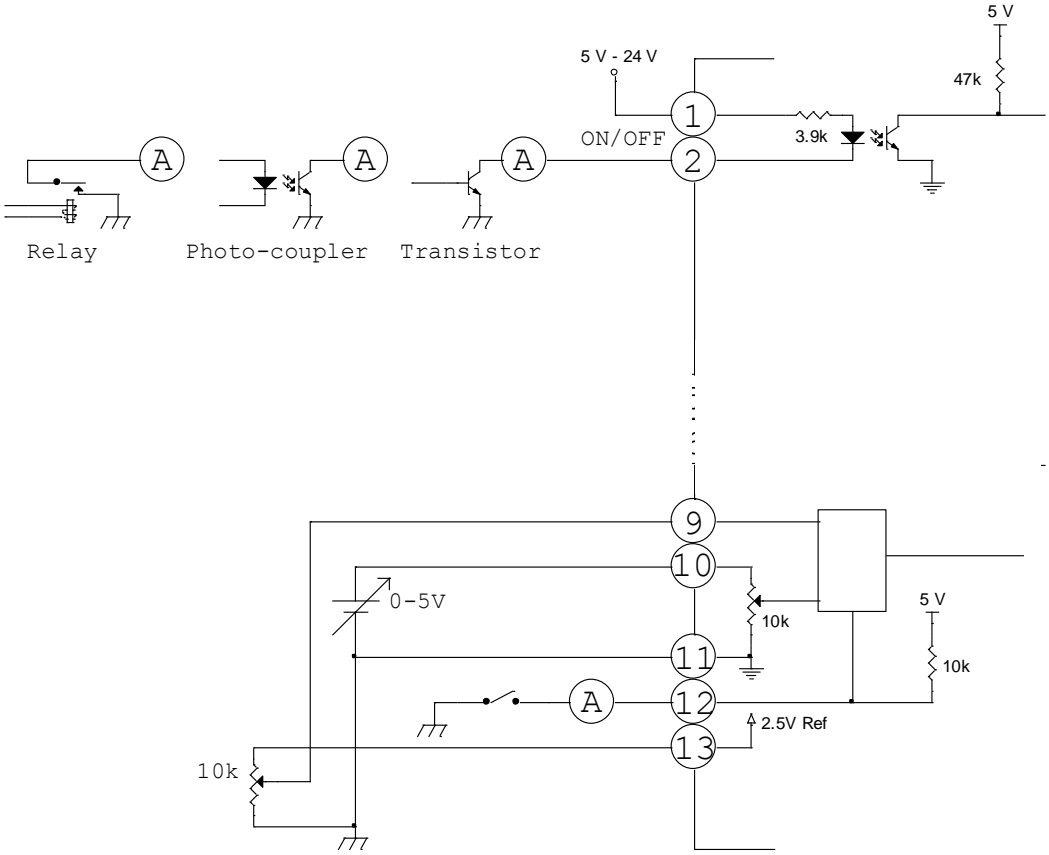 5 V
5 V - 24 V
47k
1
3.9k
ON/OFF
A
A
A
2
Relay
Photo-coupler
Transistor
9
10
0-5V
5 V
10k
11
10k
A
12
2.5V Ref
13
10k